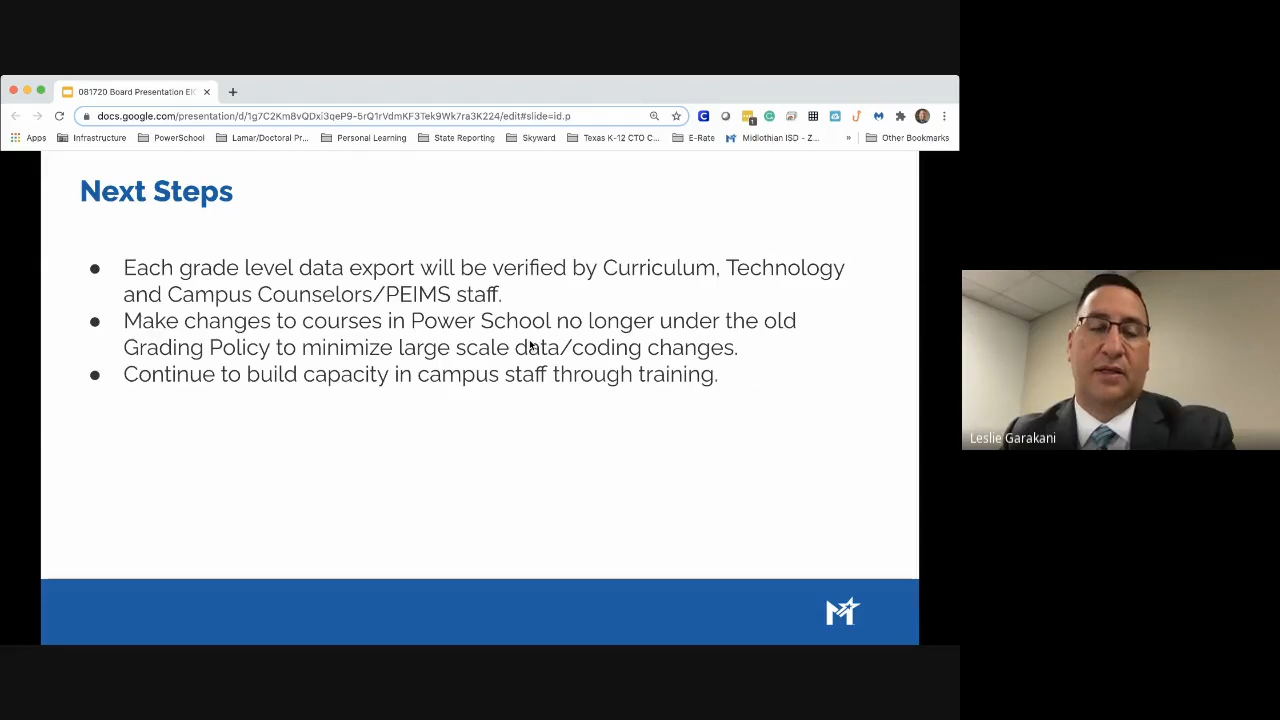 081720 Board Presentation EIC
docs.google.com/presentation/d/1g7C2Km8vQDxi3qeP9-5rQ1rVdmKF3Tek9Wk7ra3K224/edit#slide=id.p
Apps Infrastructure PowerSchool Lamar/Doctoral Pr... Personal Learning State Reporting Skyward Texas K-12 CTO C... E-Rate Midlothian ISD - Z... » Other Bookmarks
Next Steps
● Each grade level data export will be verified by Curriculum, Technology
and Campus Counselors/PEIMS staff.
● Make changes to courses in Power School no longer under the old
Grading Policy to minimize large scale data/coding changes.
● Continue to build capacity in campus staff through training.
M
Leslie Garakani